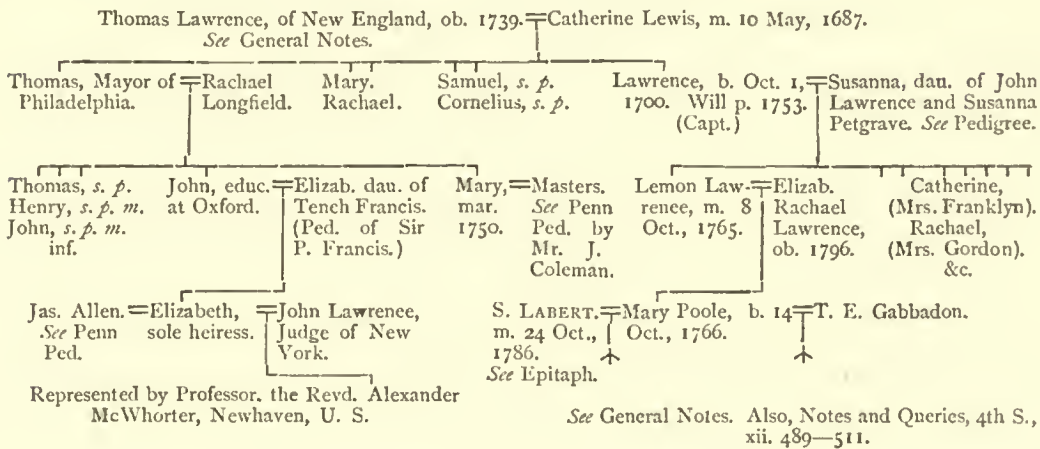 Thomas Lawrence, of New England, ob. 1739.=Catherine Lewis, m. 10 May, 1687.
See General Notes.
Thomas, Mayor of
Philadelphia.
=Rachael
Longfield.
Mary.
Rachael.
Samuel, s. p.
Cornelius, s. p.
Lawrence, b. Oct. 1,
1700. Will p. 1753.
(Capt.)
=Susanna, dau. of John
Lawrence and Susanna
Petgrave. See Pedigree.
Thomas, s. p.
Henry, s. p. m.
John, s. p. m.
inf.
John, educ.
at Oxford.
=Elizab. dau. of
Tench Francis.
(Ped. of Sir
P. Francis.)
Mary,
mar.
1750.
=Masters.
See Penn
Ped. by
Mr. J.
Coleman.
Lemon Law-
rence, m. 8
Oct., 1765.
=Elizab.
Rachael
Lawrence,
ob. 1796.
Catherine,
(Mrs. Franklyn).
Rachael,
(Mrs. Gordon).
&c.
Jas. Allen.
See Penn
Ped.
=Elizabeth,
sole heiress.
=John Lawrence,
Judge of New
York.
S. Labert.
m. 24 Oct.,
1786.
See Epitaph.
=Mary Poole, b. 14
Oct., 1766.
=T. E. Gabbadon.
Represented by Professor. the Revd. Alexander
McWhorter, Newhaven, U. S.
See General Notes. Also, Notes and Queries, 4th S.,
xii. 489—511.